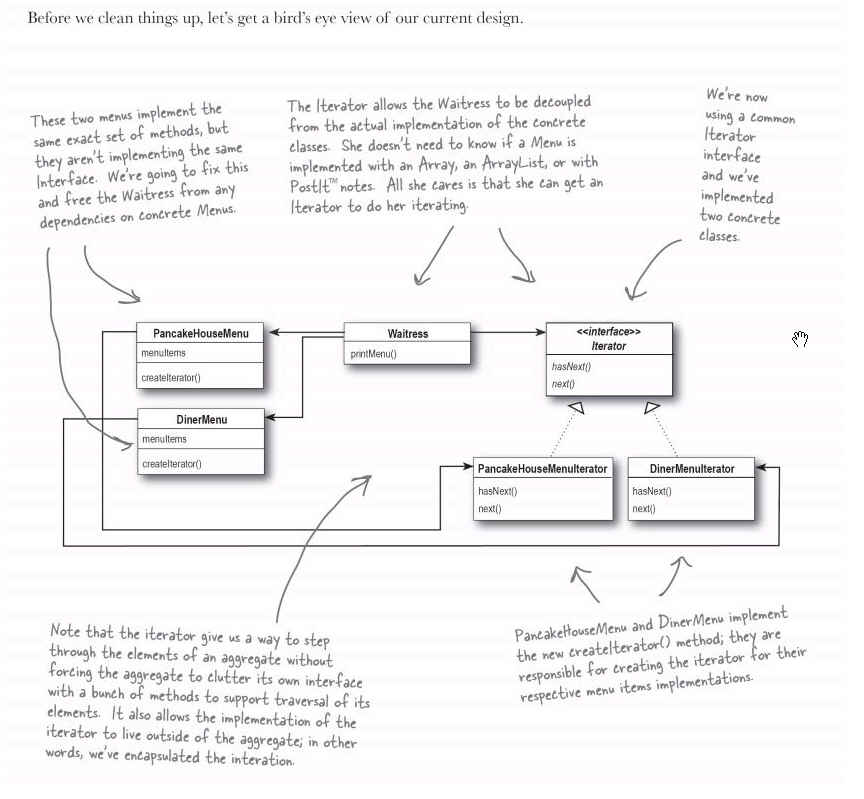 Before we clean things up, let's get a bird's eye view of our current design.
These two menus implement the
same exact set of methods, but
they aren't implementing the same
Interface. We're going to fix this
and free the Waitress from any
dependencies on concrete Menus.
The Iterator allows the Waitress to be decoupled
from the actual implementation of the concrete
classes. She doesn't need to know if a Menu is
implemented with an Array, an ArrayList, or with
PostIt™ notes. All she cares is that she can get an
Iterator to do her iterating.
We're now
using a common
Iterator
interface
and we've
implemented
two concrete
classes.
PancakeHouseMenu
menuItems
createIterator()
Waitress
printMenu()
<<interface>>
Iterator
hasNext()
next()
DinerMenu
menuItems
createIterator()
PancakeHouseMenuIterator
hasNext()
next()
DinerMenuIterator
hasNext()
next()
Note that the iterator give us a way to step
through the elements of an aggregate without
forcing the aggregate to clutter its own interface
with a bunch of methods to support traversal of its
elements. It also allows the implementation of the
iterator to live outside of the aggregate; in other
words, we've encapsulated the interation.
PancakeHouseMenu and DinerMenu implement
the new createIterator() method; they are
responsible for creating the iterator for their
respective menu items implementations.